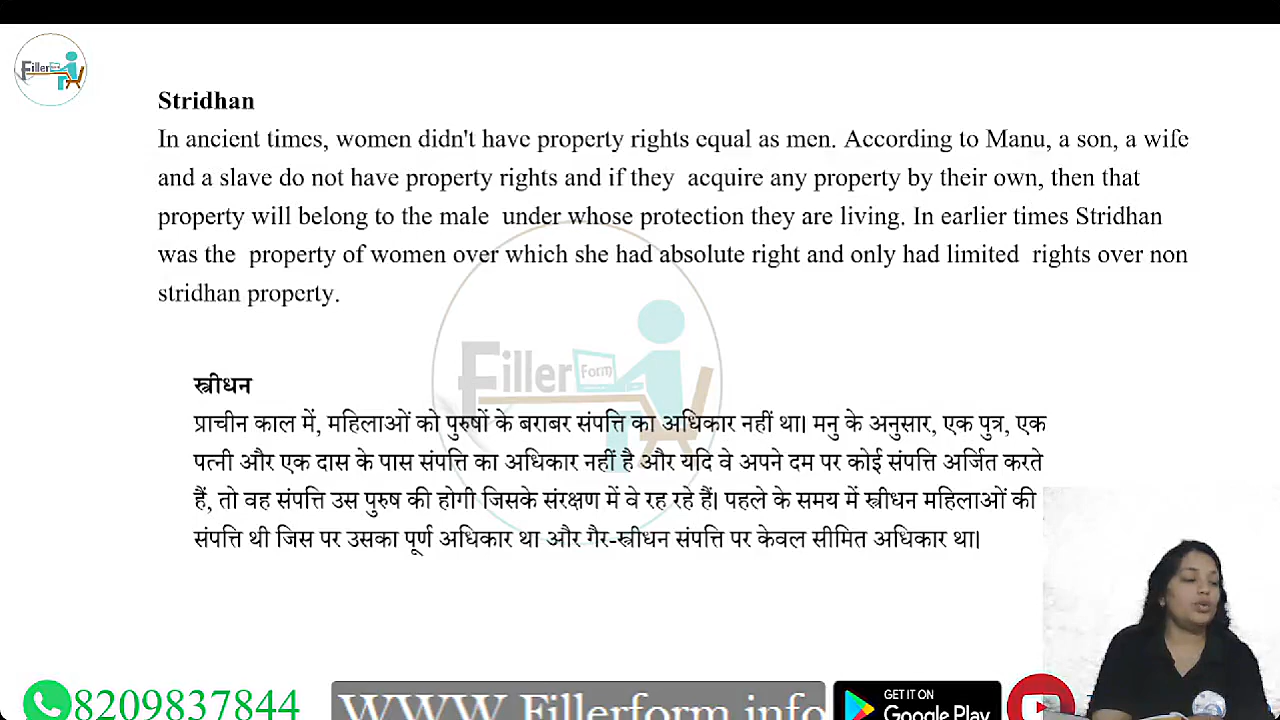 Filler
Stridhan
In ancient times, women didn't have property rights equal as men. According to Manu, a son, a wife
and a slave do not have property rights and if they acquire any property by their own, then that
property will belong to the male under whose protection they are living. In earlier times Stridhan
was the property of women over which she had absolute right and only had limited rights over non
stridhan property.
Filler Form
स्त्रीधन
प्राचीन काल में, महिलाओं को पुरुषों के बराबर संपत्ति का अधिकार नहीं था। मनु के अनुसार, एक पुत्र, एक
पत्नी और एक दास के पास संपत्ति का अधिकार नहीं है और यदि वे अपने दम पर कोई संपत्ति अर्जित करते
हैं, तो वह संपत्ति उस पुरुष की होगी जिसके संरक्षण में वे रह रहे हैं। पहले के समय में स्त्रीधन महिलाओं की
संपत्ति थी जिस पर उसका पूर्ण अधिकार था और गैर-स्त्रीधन संपत्ति पर केवल सीमित अधिकार था।
8209837844
WWW.Fillerform.info
GET IT ON
Google Play